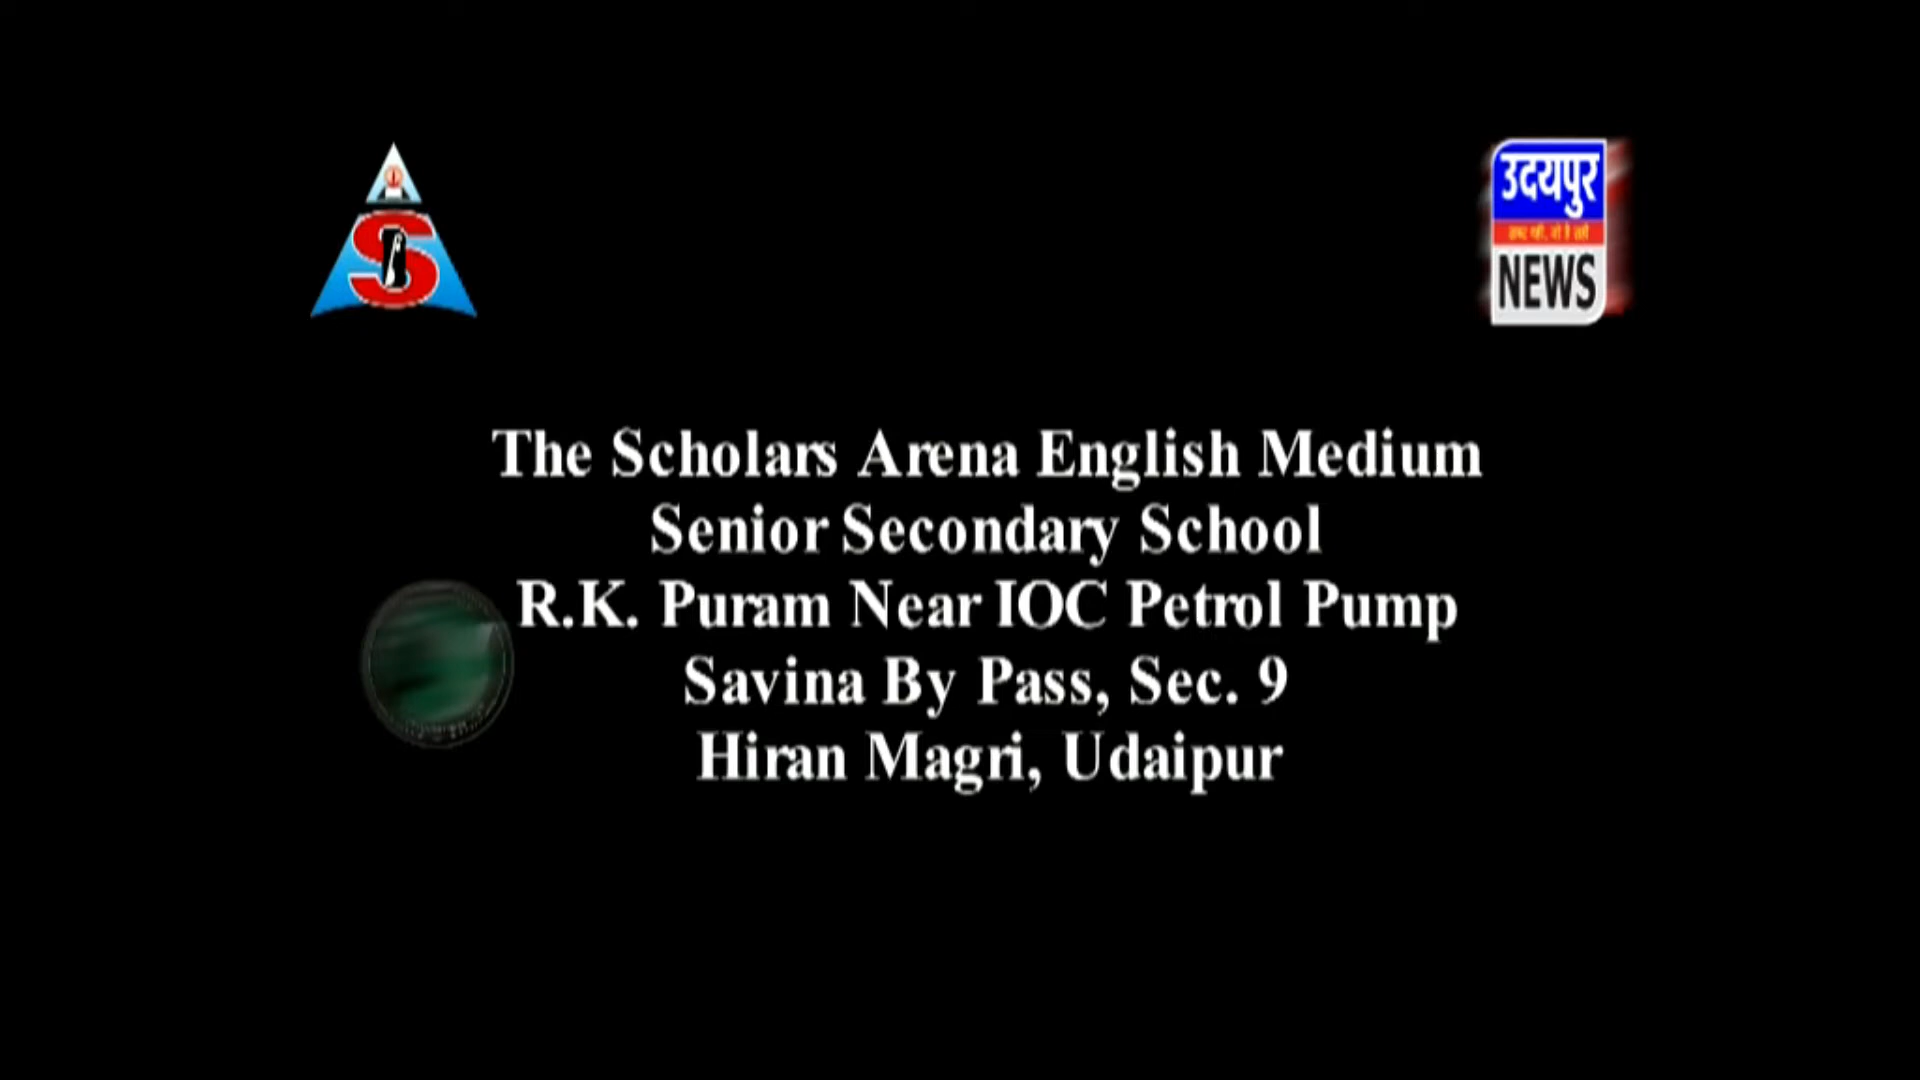 उदयपुर
NEWS
The Scholars Arena English Medium
Senior Secondary School
R.K. Puram Near IOC Petrol Pump
Savina By Pass, Sec. 9
Hiran Magri, Udaipur